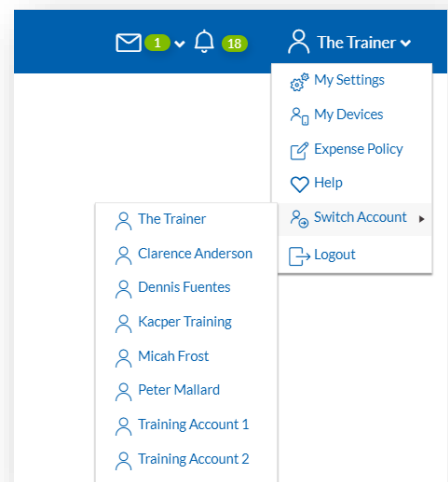 1 18 The Trainer
My Settings
My Devices
Expense Policy
Help
Switch Account
Logout
The Trainer
Clarence Anderson
Dennis Fuentes
Kacper Training
Micah Frost
Peter Mallard
Training Account 1
Training Account 2